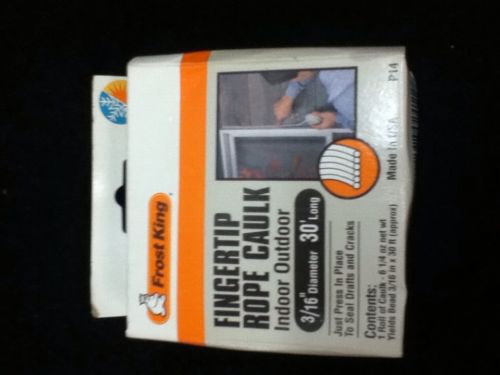 Frost King
FINGERTIP
ROPE CAULK
Indoor Outdoor
3/16" Diameter 30' Long
Just Press In Place
To Seal Drafts and Cracks
Contents:
1 Roll of Caulk - 6 1/4 oz net wt
Yields Bead 3/16 in x 30 ft (approx)
Made In USA
P14